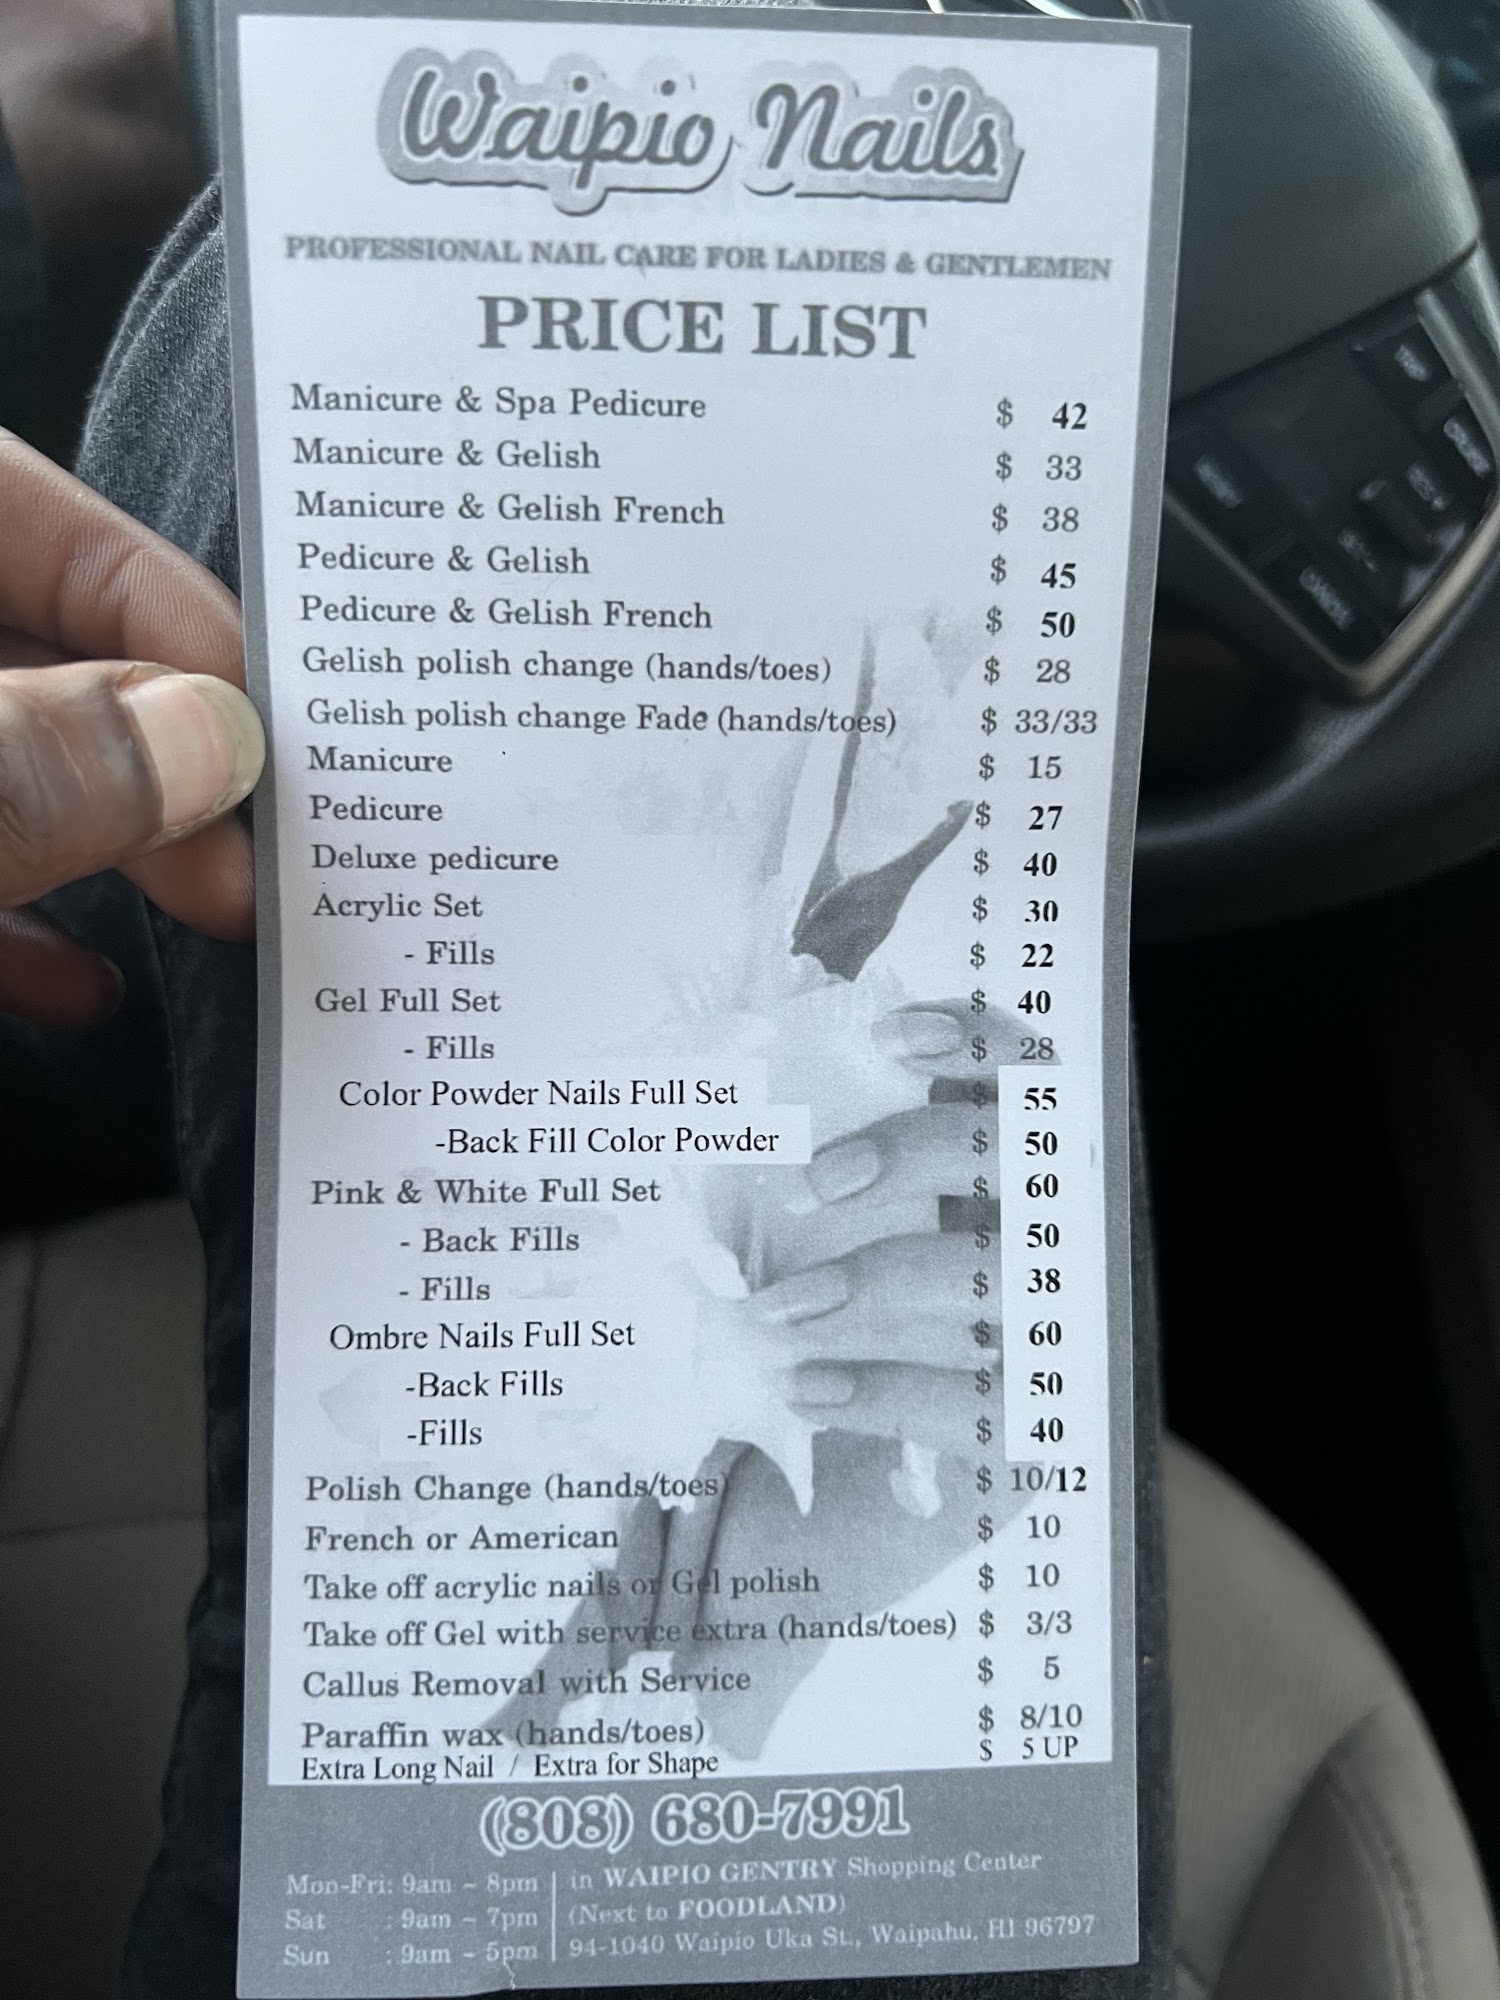 Waipio Nails
PROFESSIONAL NAIL CARE FOR LADIES & GENTLEMEN
PRICE LIST
Manicure & Spa Pedicure $ 42
Manicure & Gelish $ 33
Manicure & Gelish French $ 38
Pedicure & Gelish $ 45
Pedicure & Gelish French $ 50
Gelish polish change (hands/toes) $ 28
Gelish polish change Fade (hands/toes) $ 33/33
Manicure $ 15
Pedicure $ 27
Deluxe pedicure $ 40
Acrylic Set $ 30
- Fills $ 22
Gel Full Set $ 40
- Fills $ 28
Color Powder Nails Full Set $ 55
-Back Fill Color Powder $ 50
Pink & White Full Set $ 60
- Back Fills $ 50
- Fills $ 38
Ombre Nails Full Set $ 60
-Back Fills $ 50
-Fills $ 40
Polish Change (hands/toes) $ 10/12
French or American $ 10
Take off acrylic nails or Gel polish $ 10
Take off Gel with service extra (hands/toes) $ 3/3
Callus Removal with Service $ 5
Paraffin wax (hands/toes) $ 8/10
Extra Long Nail / Extra for Shape $ 5 UP
(808) 680-7991
Mon-Fri: 9am ~ 8pm
Sat : 9am ~ 7pm
Sun : 9am ~ 5pm
in WAIPIO GENTRY Shopping Center
(Next to FOODLAND)
94-1040 Waipio Uka St., Waipahu, HI 96797